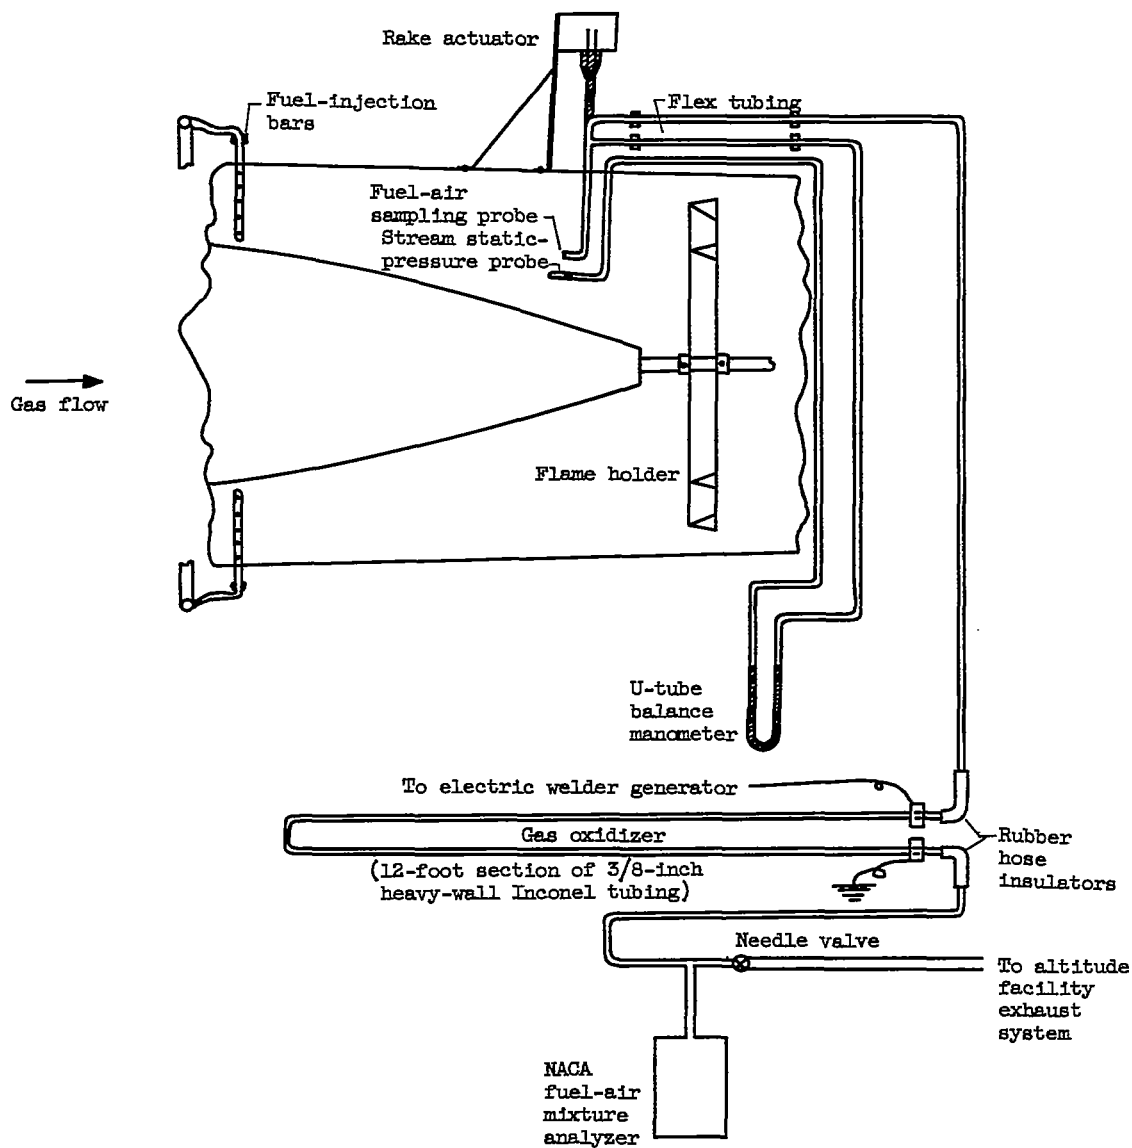 Rake actuator
Fuel-injection
bars
Flex tubing
Fuel-air
sampling probe
Stream static-
pressure probe
Gas flow
Flame holder
U-tube
balance
manometer
To electric welder generator
Gas oxidizer
(12-foot section of 3/8-inch
heavy-wall Inconel tubing)
Rubber
hose
insulators
Needle valve
To altitude
facility
exhaust
system
NACA
fuel-air
mixture
analyzer